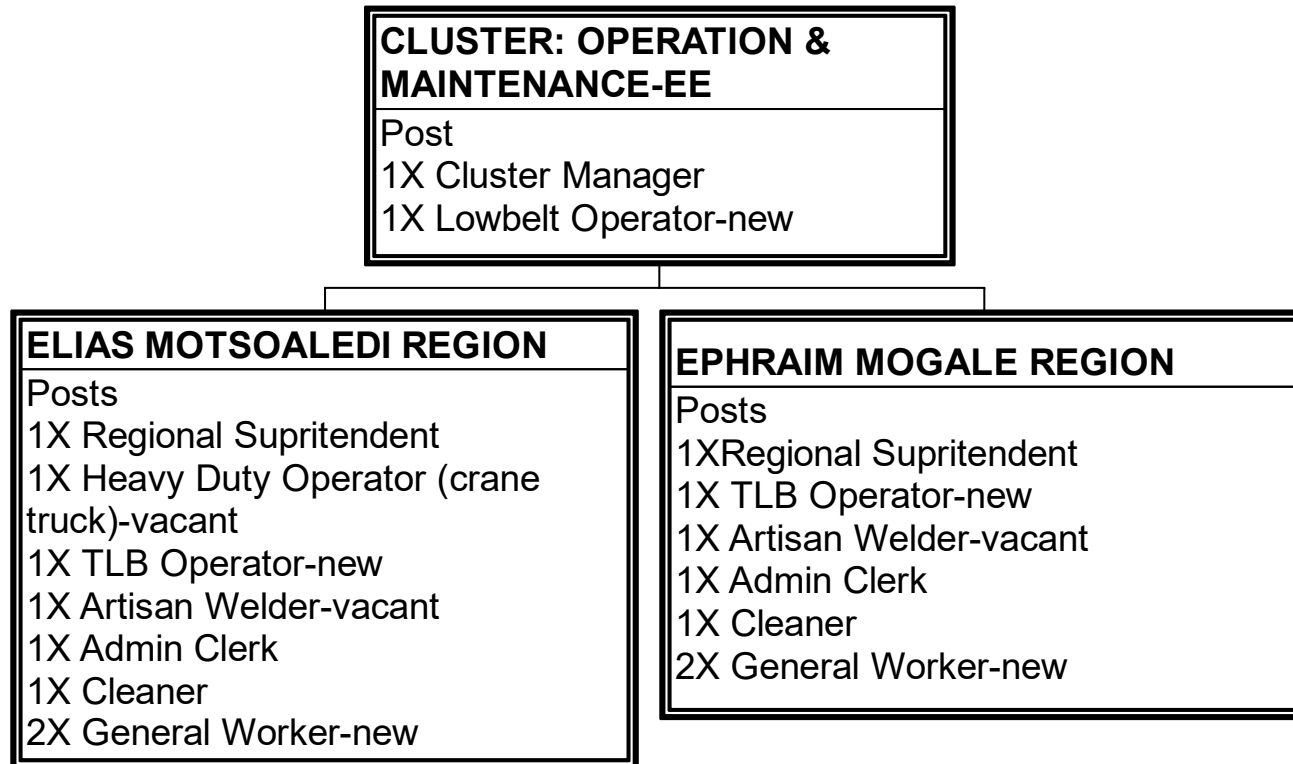 CLUSTER: OPERATION &
MAINTENANCE-EE
Post
1X Cluster Manager
1X Lowbelt Operator-new
ELIAS MOTSOALEDI REGION
Posts
1X Regional Supritendent
1X Heavy Duty Operator (crane
truck)-vacant
1X TLB Operator-new
1X Artisan Welder-vacant
1X Admin Clerk
1X Cleaner
2X General Worker-new
EPHRAIM MOGALE REGION
Posts
1XRegional Supritendent
1X TLB Operator-new
1X Artisan Welder-vacant
1X Admin Clerk
1X Cleaner
2X General Worker-new